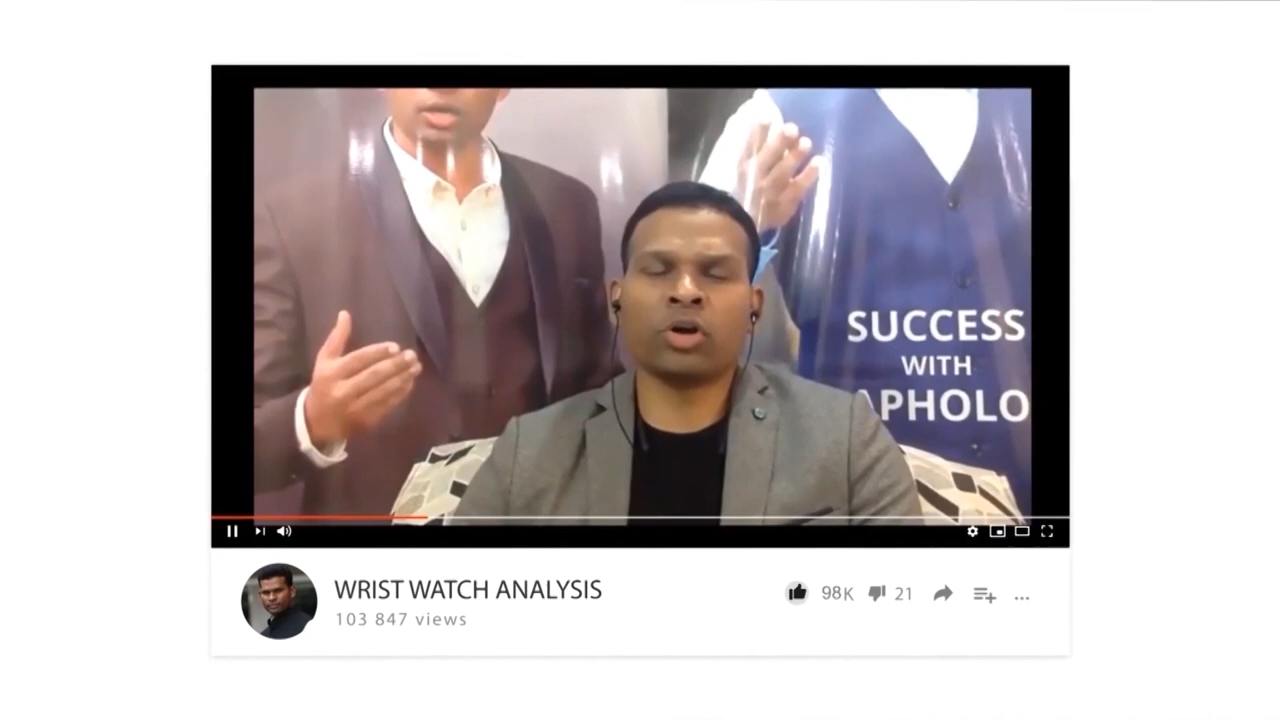 SUCCESS
WITH
APHOLO
WRIST WATCH ANALYSIS
103 847 views
98K
21
...